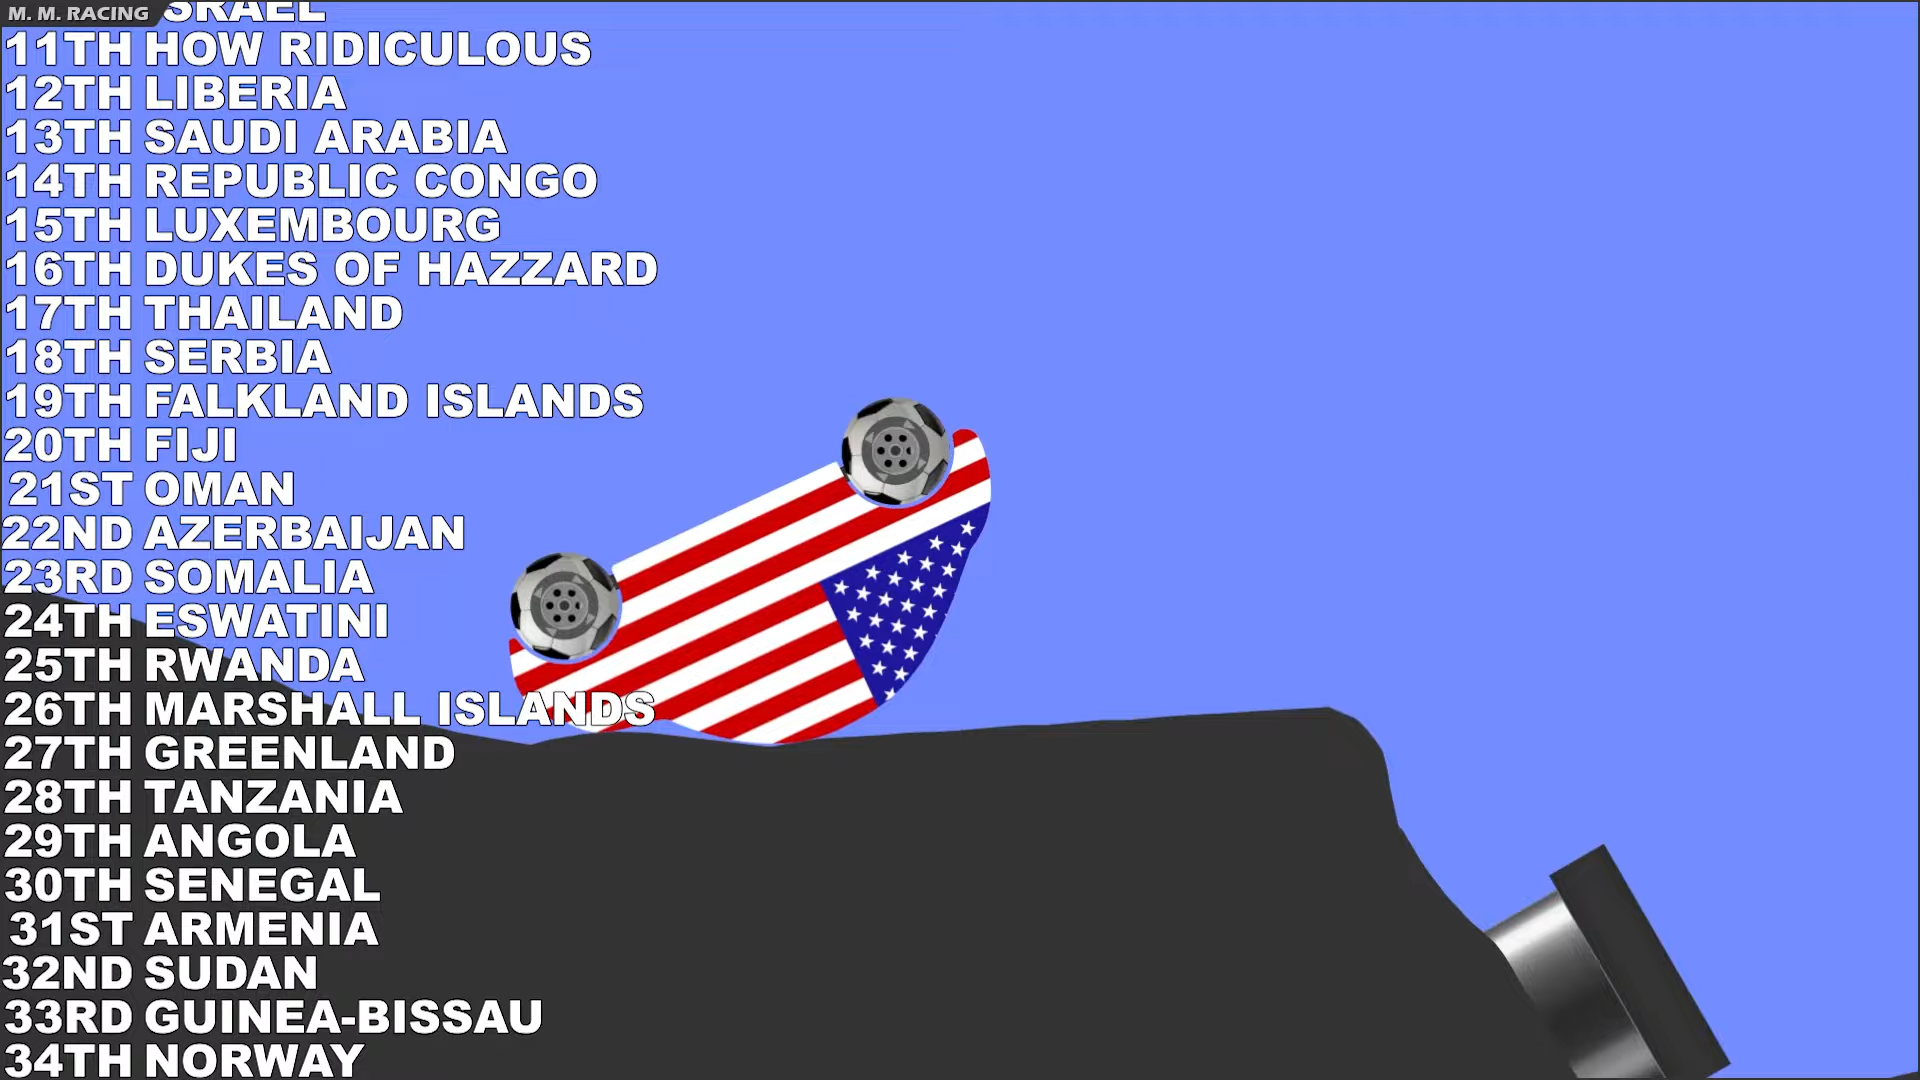 M. M. RACING
11TH HOW RIDICULOUS
12TH LIBERIA
13TH SAUDI ARABIA
14TH REPUBLIC CONGO
15TH LUXEMBOURG
16TH DUKES OF HAZZARD
17TH THAILAND
18TH SERBIA
19TH FALKLAND ISLANDS
20TH FIJI
21ST OMAN
22ND AZERBAIJAN
23RD SOMALIA
24TH ESWATINI
25TH RWANDA
26TH MARSHALL ISLANDS
27TH GREENLAND
28TH TANZANIA
29TH ANGOLA
30TH SENEGAL
31ST ARMENIA
32ND SUDAN
33RD GUINEA-BISSAU
34TH NORWAY